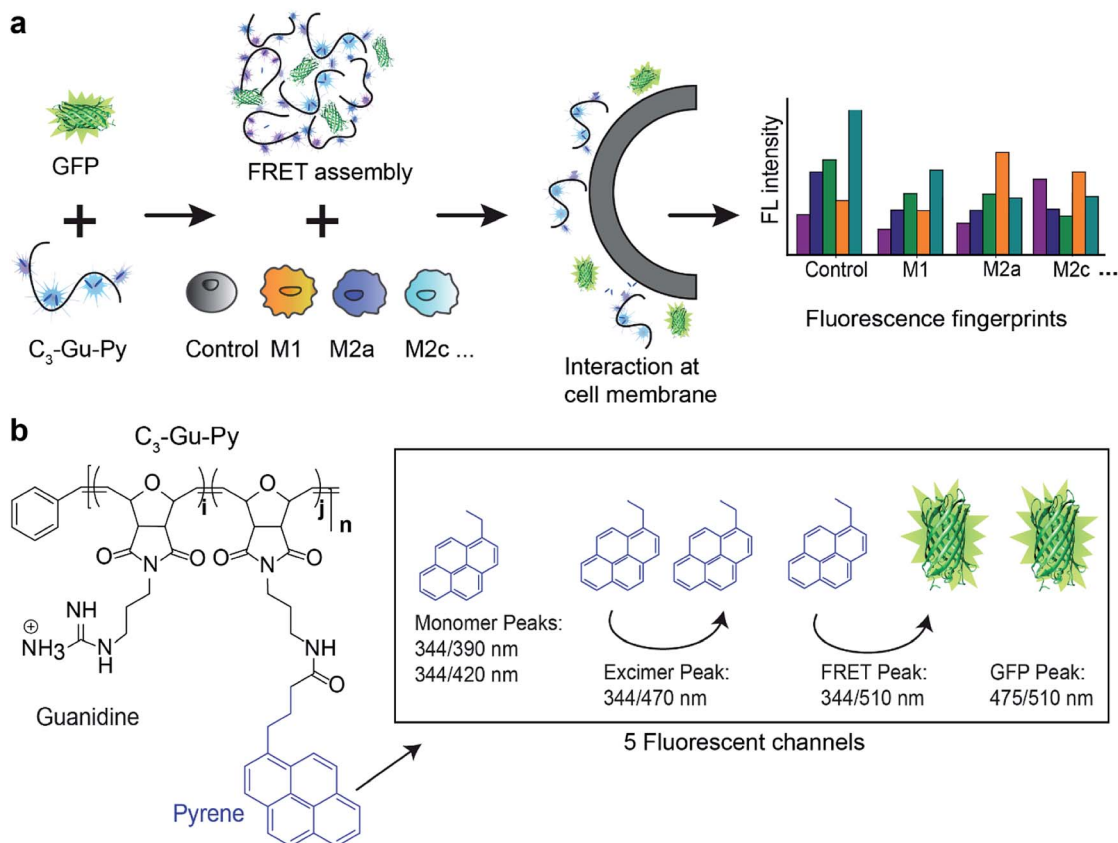 a
GFP
+
C₃-Gu-Py
FRET assembly
+
Control M1 M2a M2c ...
Interaction at
cell membrane
FL intensity
Control M1 M2a M2c ...
Fluorescence fingerprints
b
C₃-Gu-Py
O O
i j n
O N O O N O
NH
⊕
NH3 N
H
NH
O
Guanidine
Pyrene
Monomer Peaks:
344/390 nm
344/420 nm
Excimer Peak:
344/470 nm
FRET Peak:
344/510 nm
GFP Peak:
475/510 nm
5 Fluorescent channels